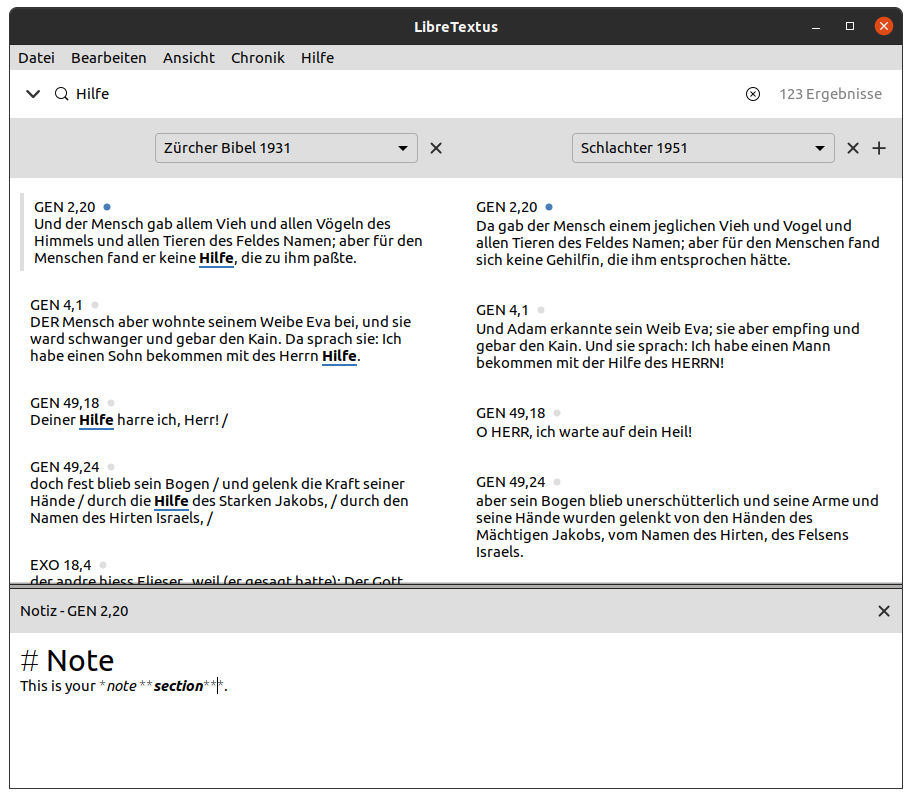 LibreTextus
Datei Bearbeiten Ansicht Chronik Hilfe
Hilfe 123 Ergebnisse
Zürcher Bibel 1931
Schlachter 1951
GEN 2,20
Und der Mensch gab allem Vieh und allen Vögeln des
Himmels und allen Tieren des Feldes Namen; aber für den
Menschen fand er keine Hilfe, die zu ihm paßte.
GEN 4,1
DER Mensch aber wohnte seinem Weibe Eva bei, und sie
ward schwanger und gebar den Kain. Da sprach sie: Ich
habe einen Sohn bekommen mit des Herrn Hilfe.
GEN 49,18
Deiner Hilfe harre ich, Herr! /
GEN 49,24
doch fest blieb sein Bogen / und gelenk die Kraft seiner
Hände / durch die Hilfe des Starken Jakobs, / durch den
Namen des Hirten Israels, /
EXO 18,4
der andre hiess Elieser, weil (er gesagt hatte): Der Gott
GEN 2,20
Da gab der Mensch einem jeglichen Vieh und Vogel und
allen Tieren des Feldes Namen; aber für den Menschen fand
sich keine Gehilfin, die ihm entsprochen hätte.
GEN 4,1
Und Adam erkannte sein Weib Eva; sie aber empfing und
gebar den Kain. Und sie sprach: Ich habe einen Mann
bekommen mit der Hilfe des HERRN!
GEN 49,18
O HERR, ich warte auf dein Heil!
GEN 49,24
aber sein Bogen blieb unerschütterlich und seine Arme und
seine Hände wurden gelenkt von den Händen des
Mächtigen Jakobs, vom Namen des Hirten, des Felsens
Israels.
Notiz - GEN 2,20
# Note
This is your *note **section***.